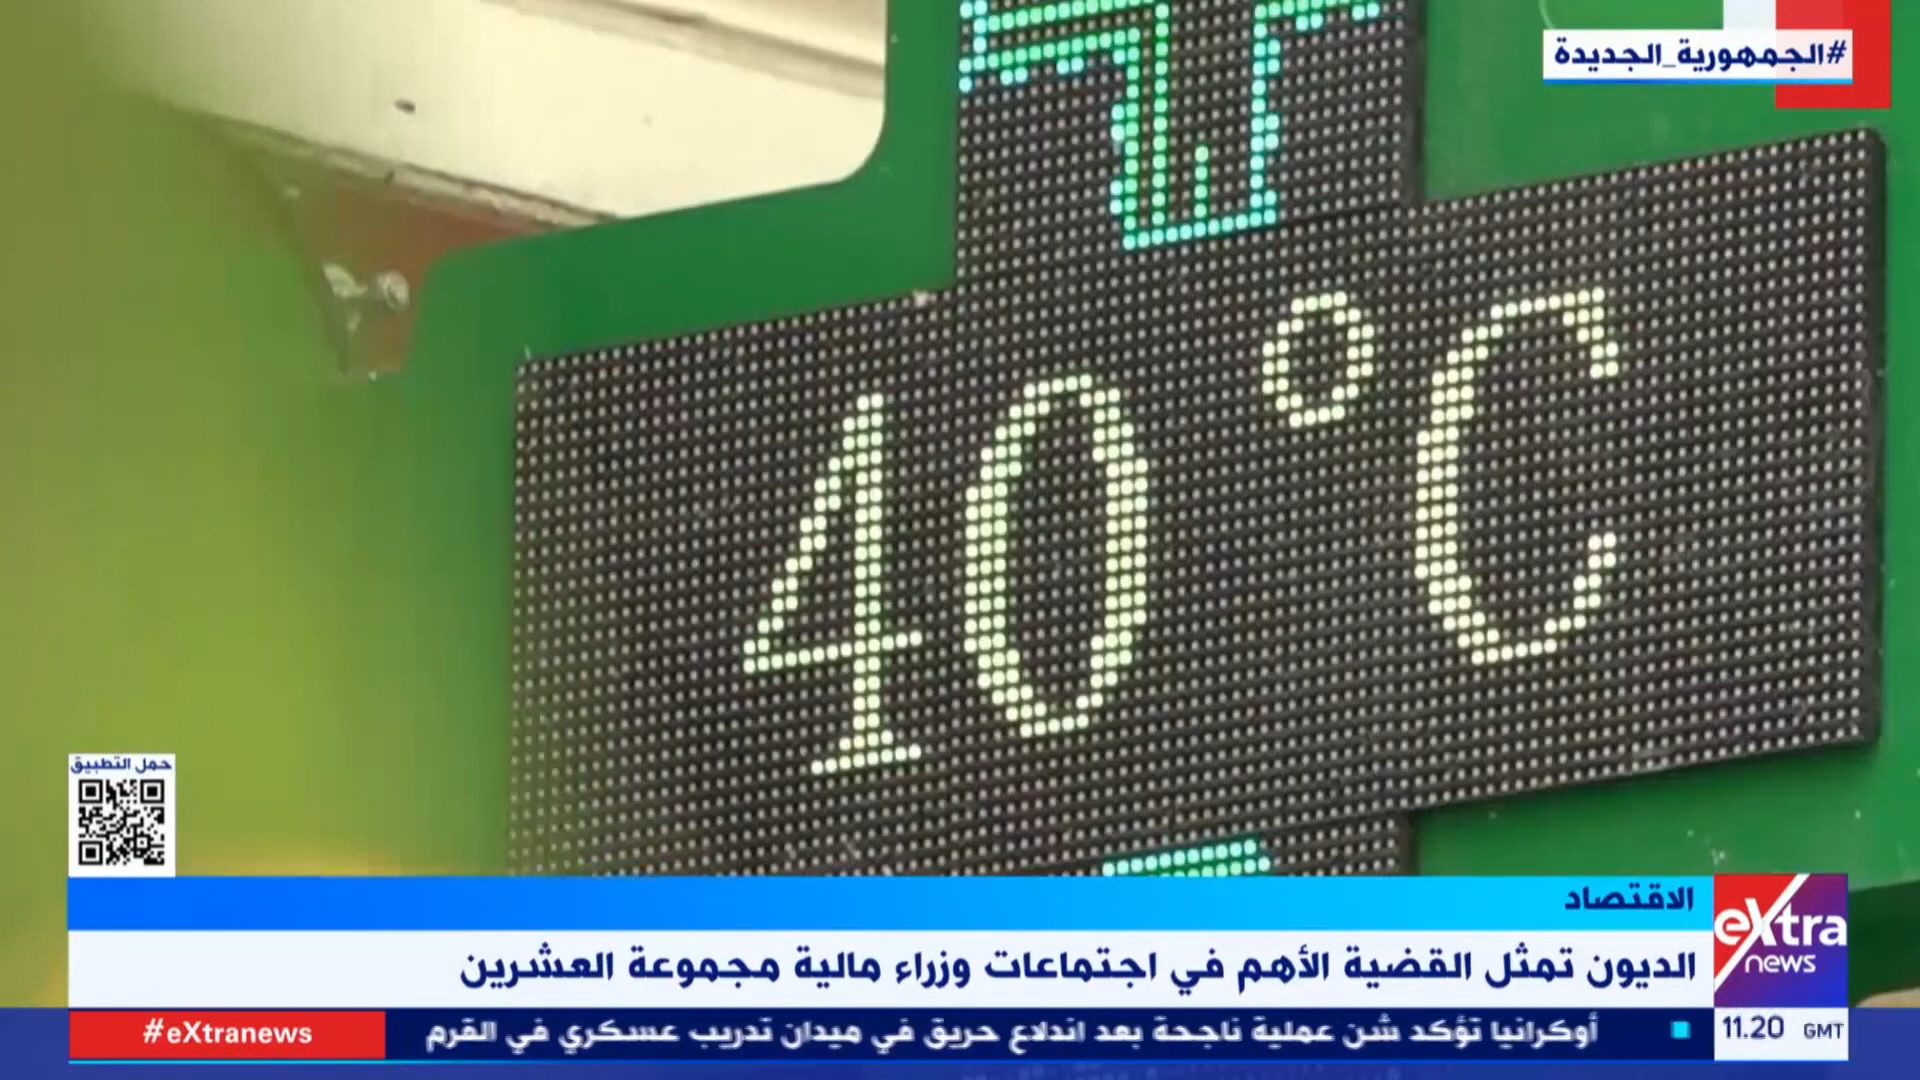 #الجمهورية_الجديدة
40°C
حمل التطبيق
الاقتصاد
الديون تمثل القضية الأهم في اجتماعات وزراء مالية مجموعة العشرين
eXtra
news
أوكرانيا تؤكد شن عملية ناجحة بعد اندلاع حريق في ميدان تدريب عسكري في القرم
#eXtranews
11.20 GMT